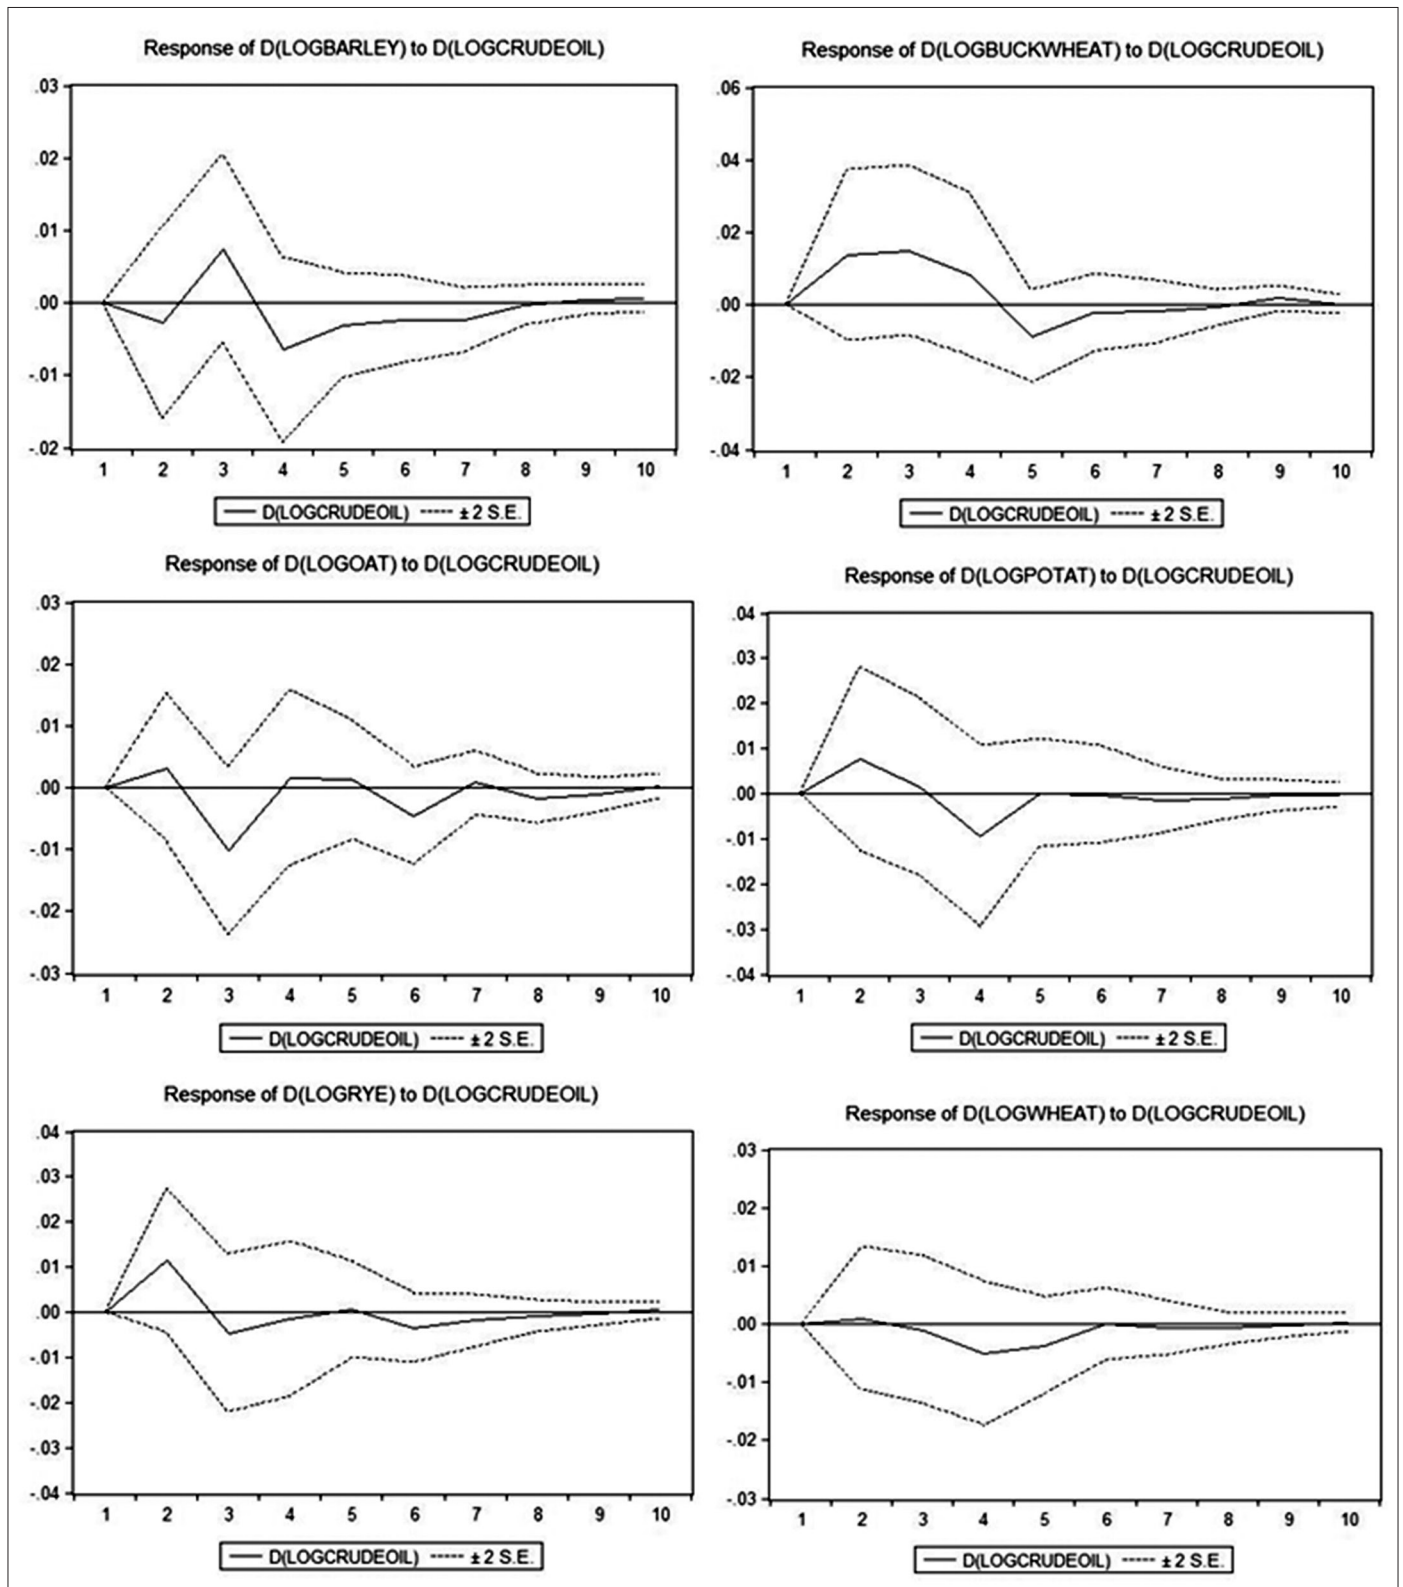 Response of D(LOGBARLEY) to D(LOGCRUDEOIL)
.03
.02
.01
.00
-.01
-.02
1 2 3 4 5 6 7 8 9 10
D(LOGCRUDEOIL) ± 2 S.E.
Response of D(LOGBUCKWHEAT) to D(LOGCRUDEOIL)
.06
.04
.02
.00
-.02
-.04
1 2 3 4 5 6 7 8 9 10
D(LOGCRUDEOIL) ± 2 S.E.
Response of D(LOGOAT) to D(LOGCRUDEOIL)
.03
.02
.01
.00
-.01
-.02
-.03
1 2 3 4 5 6 7 8 9 10
D(LOGCRUDEOIL) ± 2 S.E.
Response of D(LOGPOTAT) to D(LOGCRUDEOIL)
.04
.03
.02
.01
.00
-.01
-.02
-.03
-.04
1 2 3 4 5 6 7 8 9 10
D(LOGCRUDEOIL) ± 2 S.E.
Response of D(LOGRYE) to D(LOGCRUDEOIL)
.04
.03
.02
.01
.00
-.01
-.02
-.03
-.04
1 2 3 4 5 6 7 8 9 10
D(LOGCRUDEOIL) ± 2 S.E.
Response of D(LOGWHEAT) to D(LOGCRUDEOIL)
.03
.02
.01
.00
-.01
-.02
-.03
1 2 3 4 5 6 7 8 9 10
D(LOGCRUDEOIL) ± 2 S.E.